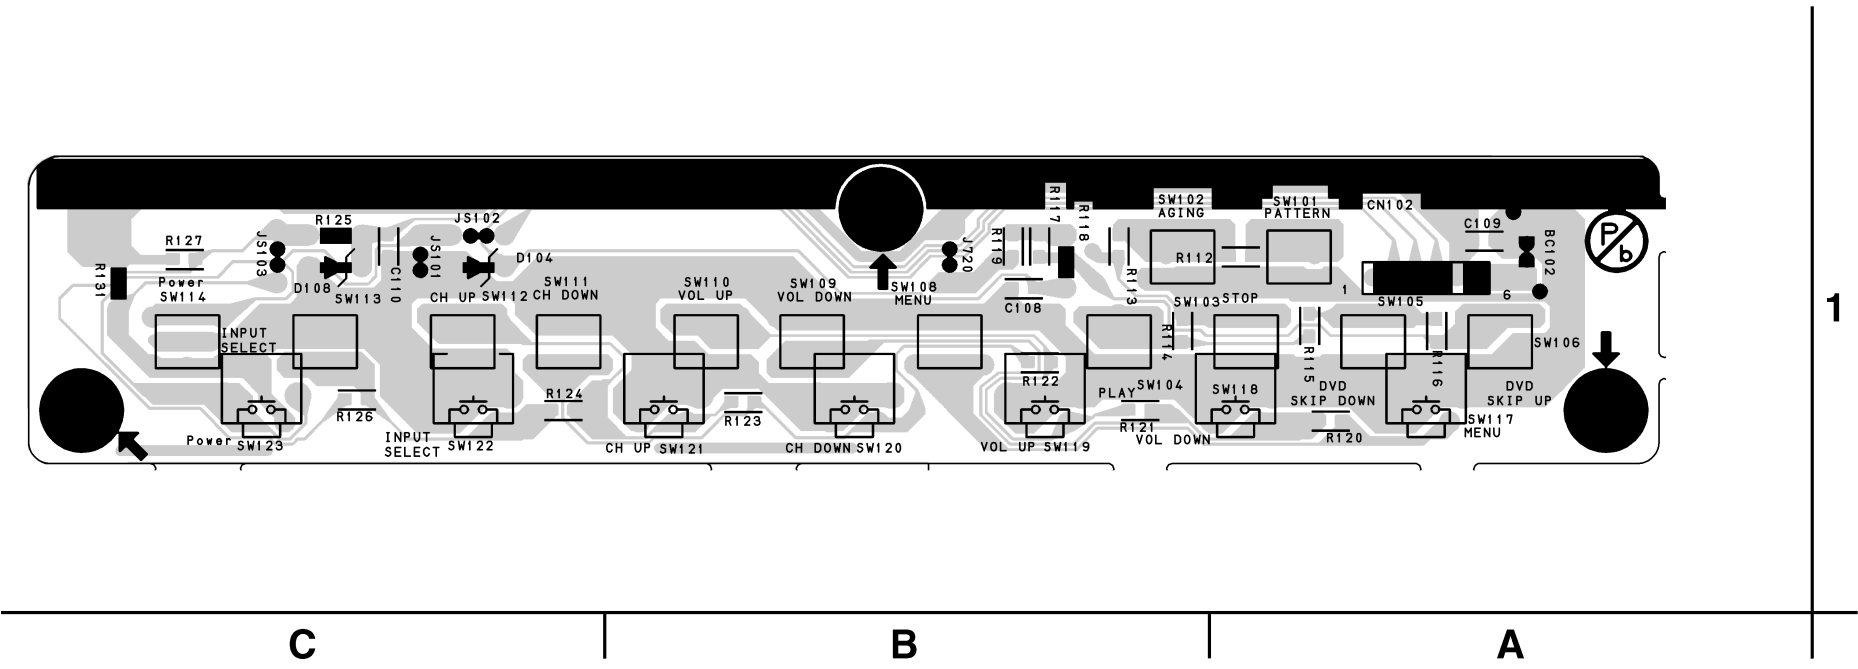 R117
R118
SW102
AGING
SW101
PATTERN
CN102
R125
JS102
C109
R127
JS103
JS101
J720
R119
BC102
P
b
R131
Power
SW114
D108
SW113
C110
D104
CH UP SW112
SW111
CH DOWN
SW110
VOL UP
SW109
VOL DOWN
SW108
MENU
C108
R113
R112
SW103 STOP
1
SW105
6
1
INPUT
SELECT
R114
R115
R116
SW106
R122
PLAY
SW104
SW118
DVD
SKIP DOWN
DVD
SKIP UP
R126
R124
R123
R121
VOL DOWN
R120
SW117
MENU
Power
SW123
INPUT
SELECT
SW122
CH UP SW121
CH DOWN SW120
VOL UP SW119
C
B
A